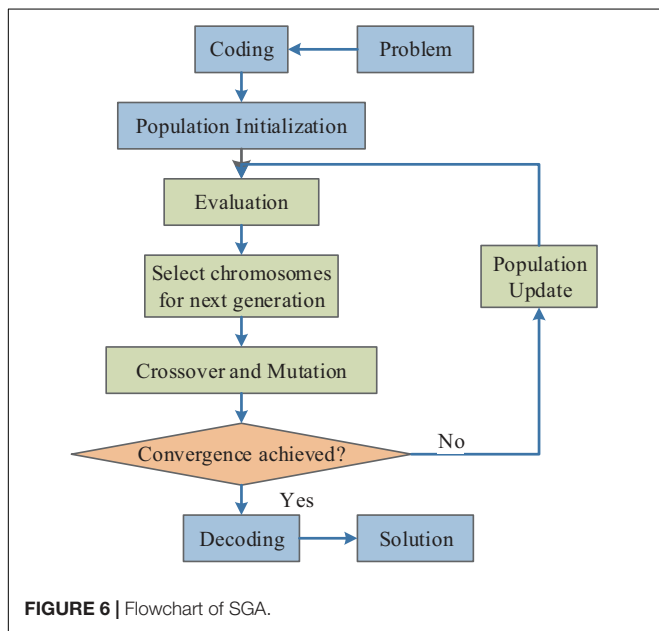 Coding
Problem
Population Initialization
Evaluation
Select chromosomes
for next generation
Population
Update
Crossover and Mutation
Convergence achieved?
No
Yes
Decoding
Solution
FIGURE 6 | Flowchart of SGA.